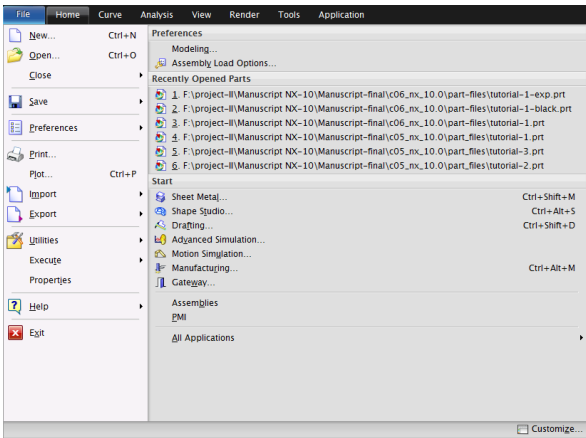 File Home Curve Analysis View Render Tools Application
New... Ctrl+N
Open... Ctrl+O
Close
Save
Preferences
Print...
Plot... Ctrl+P
Import
Export
Utilities
Execute
Properties
Help
Exit
Preferences
Modeling...
Assembly Load Options...
Recently Opened Parts
1. F:\project-II\Manuscript NX-10\Manuscript-final\c06_nx_10.0\part-files\tutorial-1-exp.prt
2. F:\project-II\Manuscript NX-10\Manuscript-final\c06_nx_10.0\part-files\tutorial-1-black.prt
3. F:\project-II\Manuscript NX-10\Manuscript-final\c06_nx_10.0\part-files\tutorial-1.prt
4. F:\project-II\Manuscript NX-10\Manuscript-final\c05_nx_10.0\part_files\tutorial-1.prt
5. F:\project-II\Manuscript NX-10\Manuscript-final\c05_nx_10.0\part_files\tutorial-3.prt
6. F:\project-II\Manuscript NX-10\Manuscript-final\c05_nx_10.0\part_files\tutorial-2.prt
Start
Sheet Metal... Ctrl+Shift+M
Shape Studio... Ctrl+Alt+S
Drafting... Ctrl+Shift+D
Advanced Simulation...
Motion Simulation...
Manufacturing... Ctrl+Alt+M
Gateway...
Assemblies
PMI
All Applications
Customize...